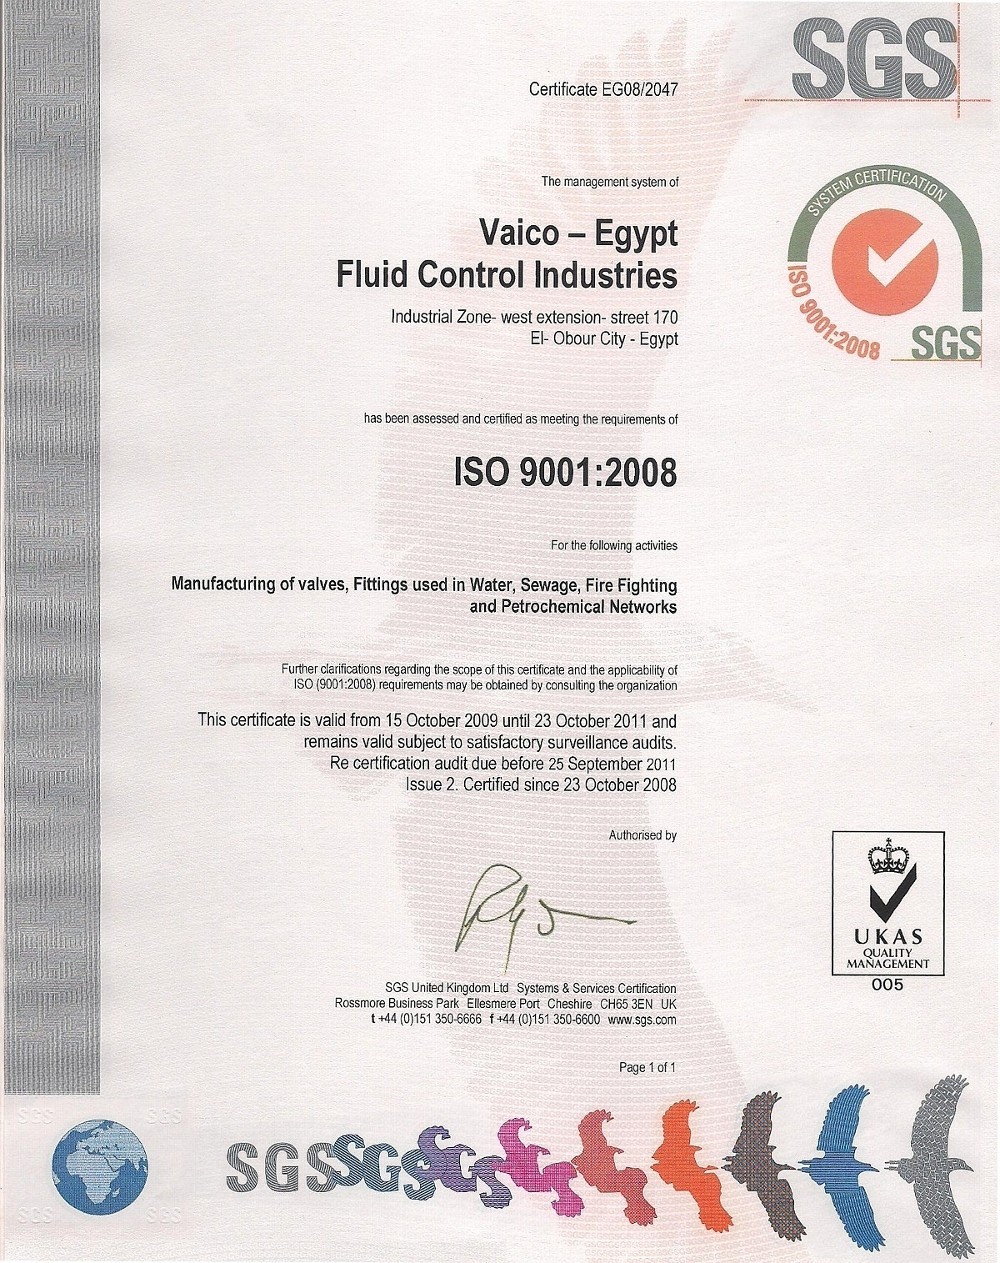 SGS
Certificate EG08/2047
The management system of
Vaico – Egypt
Fluid Control Industries
Industrial Zone- west extension- street 170
El- Obour City - Egypt
SYSTEM CERTIFICATION
ISO 9001:2008
SGS
has been assessed and certified as meeting the requirements of
ISO 9001:2008
For the following activities
Manufacturing of valves, Fittings used in Water, Sewage, Fire Fighting
and Petrochemical Networks
Further clarifications regarding the scope of this certificate and the applicability of
ISO (9001:2008) requirements may be obtained by consulting the organization
This certificate is valid from 15 October 2009 until 23 October 2011 and
remains valid subject to satisfactory surveillance audits.
Re certification audit due before 25 September 2011
Issue 2. Certified since 23 October 2008
Authorised by
UKAS
QUALITY
MANAGEMENT
005
SGS United Kingdom Ltd Systems & Services Certification
Rossmore Business Park Ellesmere Port Cheshire CH65 3EN UK
t +44 (0)151 350-6666 f +44 (0)151 350-6600 www.sgs.com
Page 1 of 1
SGS SGS
SGS SGS
SGS SGS SGS